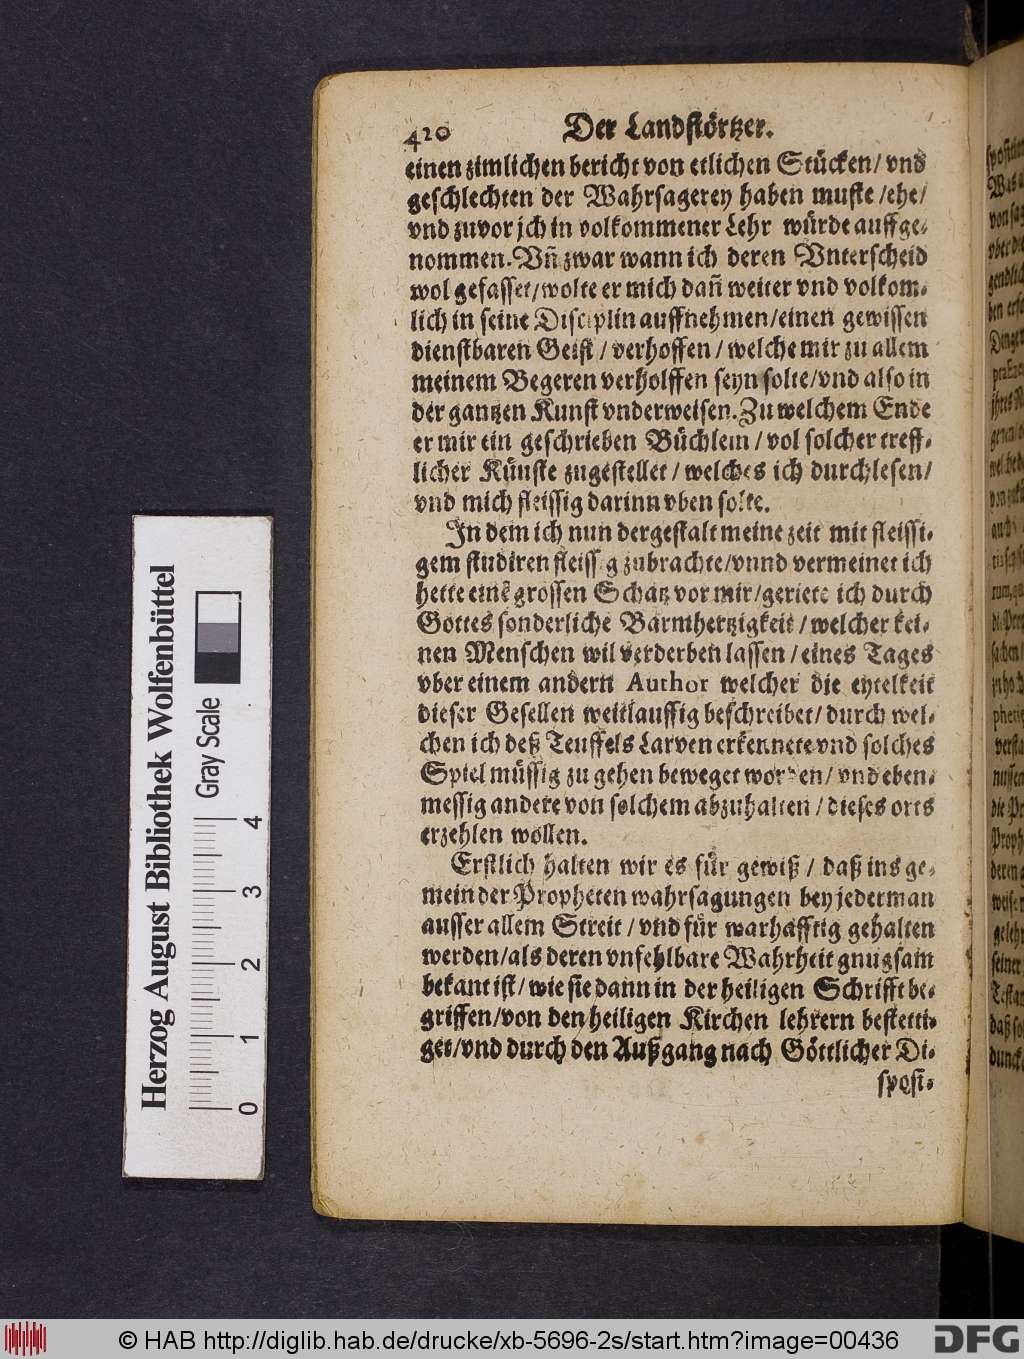 420 Der Landstörtzer.
einen zimlichen bericht von etlichen Stücken/ vnd
geschlechten der Wahrsagerey haben muste /ehe/
vnd zuvor jch in volkommener Lehr würde auffge-
nommen. Vñ zwar wann ich deren Vnterscheid
wol gefasset/wolte er mich dañ weiter vnd volkom-
lich in seine Disciplin auffnehmen/einen gewissen
dienstbaren Geist / verhoffen / welche mir zu allem
meinem Begeren verholffen seyn solte/vnd also in
der gantzen Kunst vnderweisen. Zu welchem Ende
er mir ein geschrieben Büchlein / vol solcher treff-
licher Künste zugestellet / welches ich durchlesen/
vnd mich fleissig darinn vben solte.
In dem ich nun dergestalt meine zeit mit fleissi-
gem studiren fleissig zubrachte/vnnd vermeinet ich
hette einẽ grossen Schatz vor mir/geriete ich durch
Gottes sonderliche Barmhertzigkeit / welcher kei-
nen Menschen wil verderben lassen / eines Tages
vber einem andern Author welcher die eytelkeit
dieser Gesellen weitlauffig beschreibet/ durch wel-
chen ich deß Teuffels Larven erkennete vnd solches
Spiel müssig zu gehen beweget worden/ vnd eben-
messig andere von solchem abzuhalten / dieses orts
erzehlen wollen.
Erstlich halten wir es für gewiß / daß ins ge-
mein der Propheten wahrsagungen bey jederman
ausser allem Streit / vnd für warhafftig gehalten
werden/als deren vnfehlbare Wahrheit gnugsam
bekant ist/ wie sie dann in der heiligen Schrifft be-
griffen/von den heiligen Kirchen lehrern bestetti-
get/vnd durch den Außgang nach Göttlicher Di-
sposi-
Herzog August Bibliothek Wolfenbüttel
Gray Scale
0 1 2 3 4
© HAB http://diglib.hab.de/drucke/xb-5696-2s/start.htm?image=00436
DFG